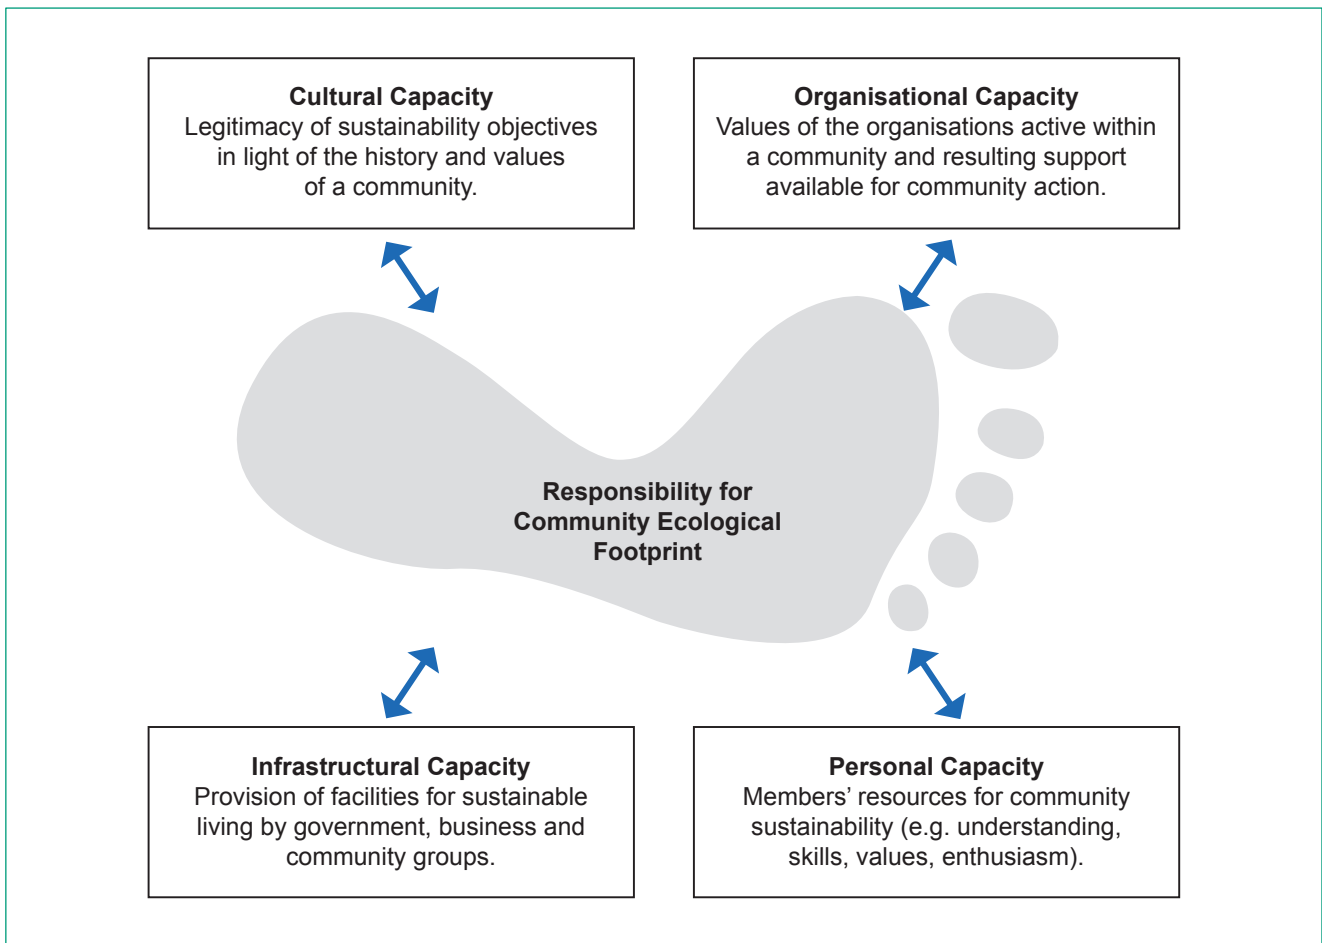 Cultural Capacity
Legitimacy of sustainability objectives
in light of the history and values
of a community.
Organisational Capacity
Values of the organisations active within
a community and resulting support
available for community action.
Responsibility for
Community Ecological
Footprint
Infrastructural Capacity
Provision of facilities for sustainable
living by government, business and
community groups.
Personal Capacity
Members’ resources for community
sustainability (e.g. understanding,
skills, values, enthusiasm).